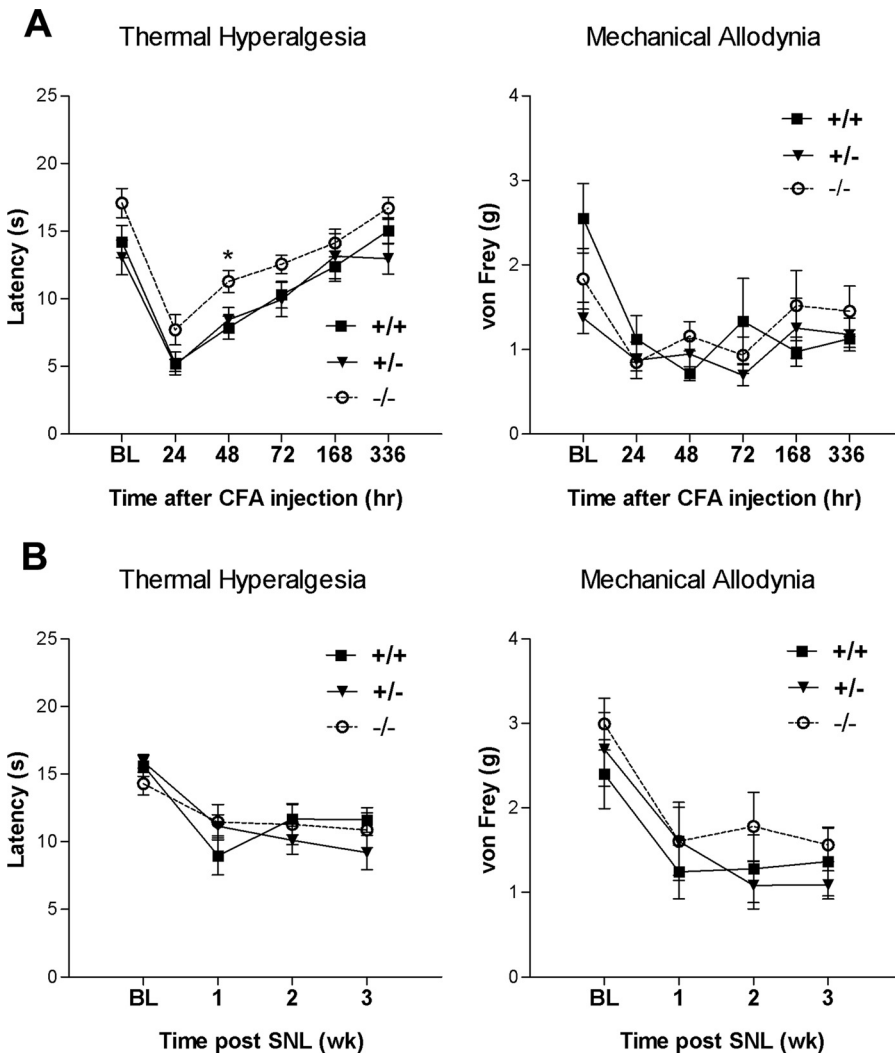 A
Thermal Hyperalgesia
Mechanical Allodynia
25
20
15
10
5
0
Latency (s)
*
+/+
+/-
-/-
BL 24 48 72 168 336
Time after CFA injection (hr)
4
3
2
1
0
von Frey (g)
+/+
+/-
-/-
BL 24 48 72 168 336
Time after CFA injection (hr)
B
Thermal Hyperalgesia
Mechanical Allodynia
25
20
15
10
5
0
Latency (s)
+/+
+/-
-/-
BL 1 2 3
Time post SNL (wk)
4
3
2
1
0
von Frey (g)
+/+
+/-
-/-
BL 1 2 3
Time post SNL (wk)